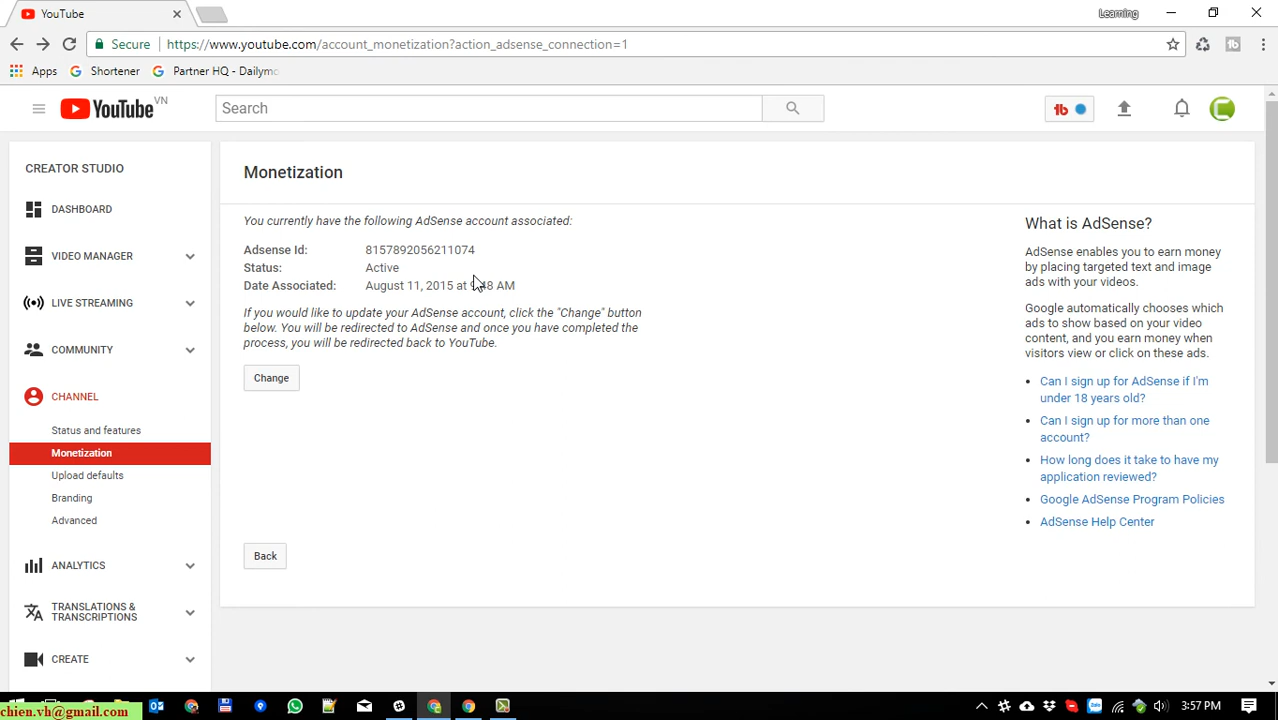 YouTube
Learning
Secure
https://www.youtube.com/account_monetization?action_adsense_connection=1
Apps
Shortener
Partner HQ - Dailymo
YouTube VN
Search
CREATOR STUDIO
DASHBOARD
VIDEO MANAGER
LIVE STREAMING
COMMUNITY
CHANNEL
Status and features
Monetization
Upload defaults
Branding
Advanced
ANALYTICS
TRANSLATIONS &
TRANSCRIPTIONS
CREATE
Monetization
You currently have the following AdSense account associated:
Adsense Id: 8157892056211074
Status: Active
Date Associated: August 11, 2015 at AM
If you would like to update your AdSense account, click the "Change" button
below. You will be redirected to AdSense and once you have completed the
process, you will be redirected back to YouTube.
Change
Back
What is AdSense?
AdSense enables you to earn money
by placing targeted text and image
ads with your videos.
Google automatically chooses which
ads to show based on your video
content, and you earn money when
visitors view or click on these ads.
Can I sign up for AdSense if I'm
under 18 years old?
Can I sign up for more than one
account?
How long does it take to have my
application reviewed?
Google AdSense Program Policies
AdSense Help Center
chien.vh@gmail.com
3:57 PM